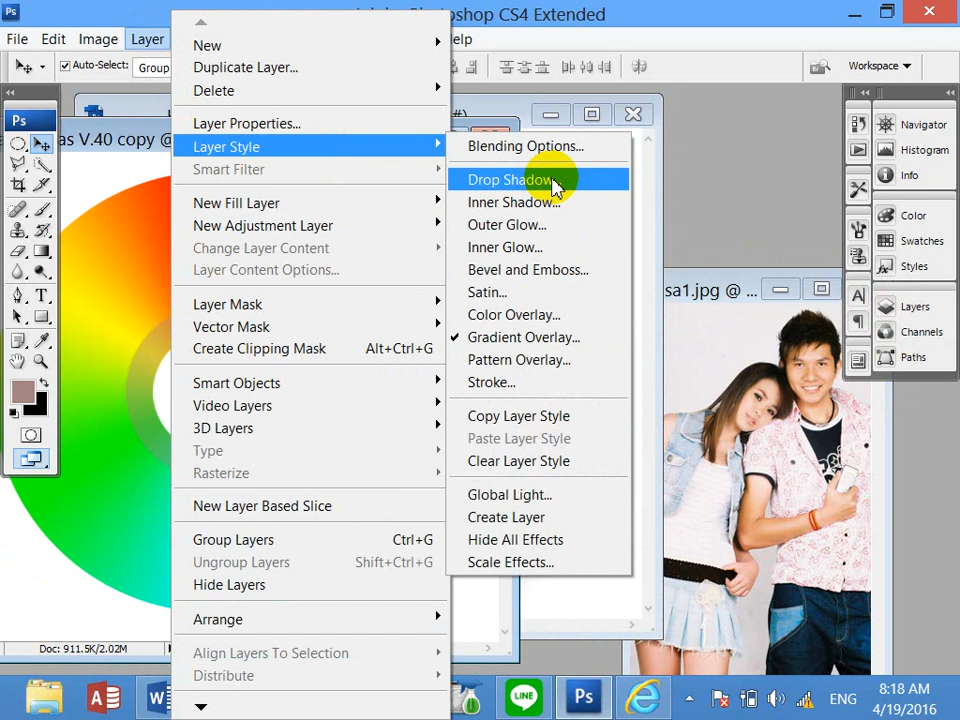 Ps
shop CS4 Extended
File Edit Image Layer
elp
Auto-Select: Group
Workspace
Ps
as V.40 copy @
New
Duplicate Layer...
Delete
Layer Properties...
Layer Style
Smart Filter
New Fill Layer
New Adjustment Layer
Change Layer Content
Layer Content Options...
Layer Mask
Vector Mask
Create Clipping Mask Alt+Ctrl+G
Smart Objects
Video Layers
3D Layers
Type
Rasterize
New Layer Based Slice
Group Layers Ctrl+G
Ungroup Layers Shift+Ctrl+G
Hide Layers
Arrange
Align Layers To Selection
Distribute
Blending Options...
Drop Shadow...
Inner Shadow...
Outer Glow...
Inner Glow...
Bevel and Emboss...
Satin...
Color Overlay...
Gradient Overlay...
Pattern Overlay...
Stroke...
Copy Layer Style
Paste Layer Style
Clear Layer Style
Global Light...
Create Layer
Hide All Effects
Scale Effects...
sa1.jpg @ ...
Navigator
Histogram
Info
Color
Swatches
Styles
Layers
Channels
Paths
Doc: 911.5K/2.02M
LINE
Ps
ENG
8:18 AM
4/19/2016